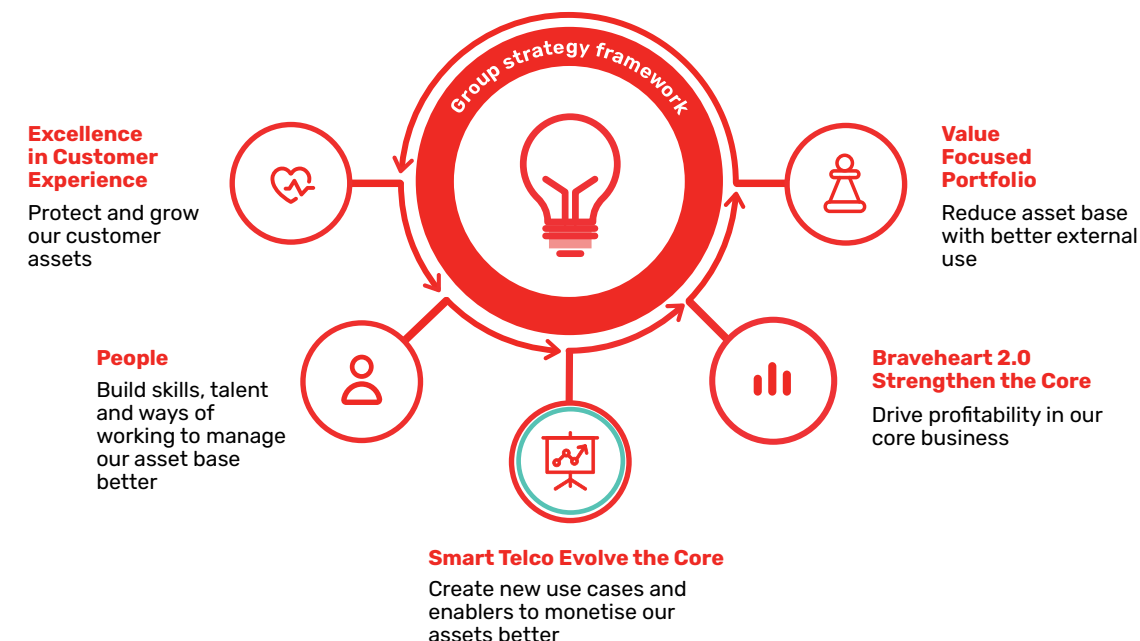 Group strategy framework
Excellence
in Customer
Experience
Protect and grow
our customer
assets
Value
Focused
Portfolio
Reduce asset base
with better external
use
People
Build skills, talent
and ways of
working to manage
our asset base
better
Braveheart 2.0
Strengthen the Core
Drive profitability in our
core business
Smart Telco Evolve the Core
Create new use cases and
enablers to monetise our
assets better